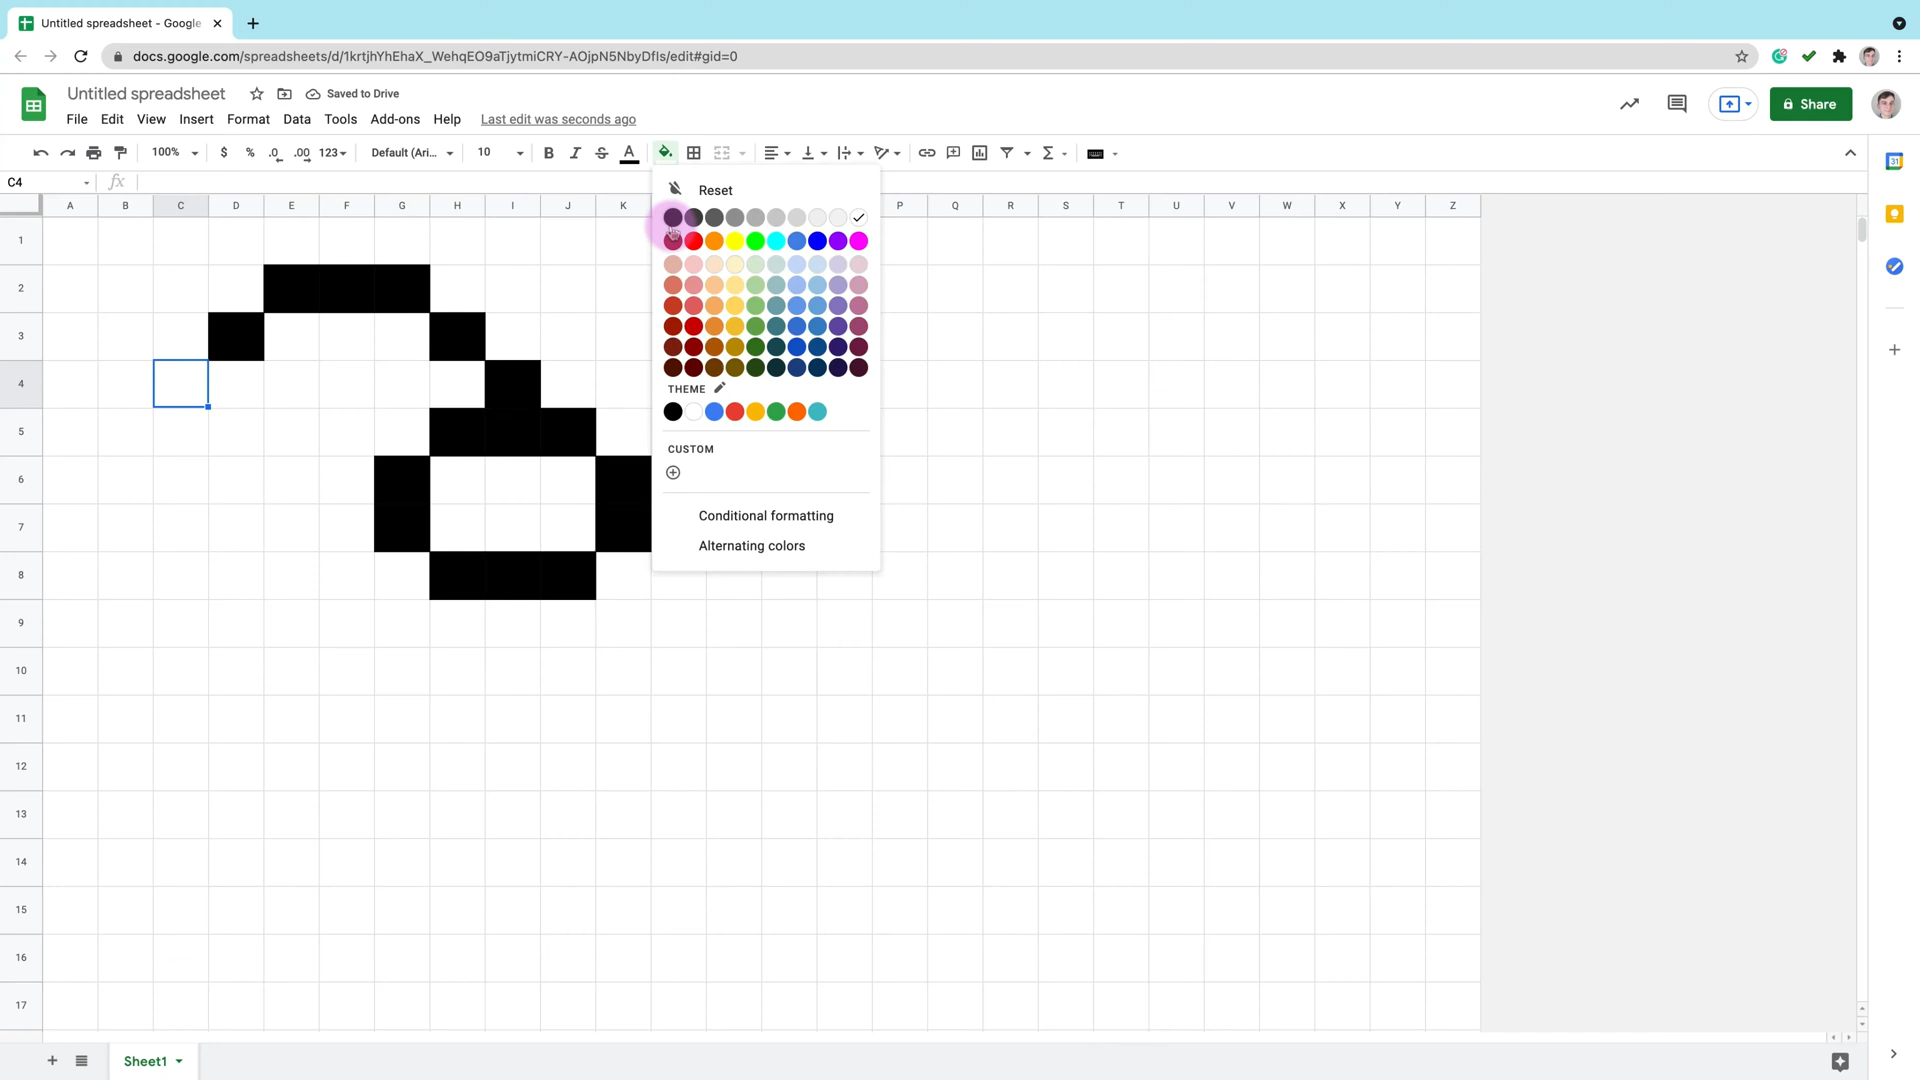 Untitled spreadsheet - Google
docs.google.com/spreadsheets/d/1krtjhYhEhaX_WehqEO9aTjytmiCRY-AOjpN5NbyDfIs/edit#gid=0
Untitled spreadsheet
Saved to Drive
Share
File Edit View Insert Format Data Tools Add-ons Help Last edit was seconds ago
100% $ % .0 .00 123 Default (Ari... 10 B I S A
C4 fx
Reset
A B C D E F G H I J K P Q R S T U V W X Y Z
1
2
3
4
THEME
5
CUSTOM
6
7
Conditional formatting
Alternating colors
8
9
10
11
12
13
14
15
16
17
Sheet1
31